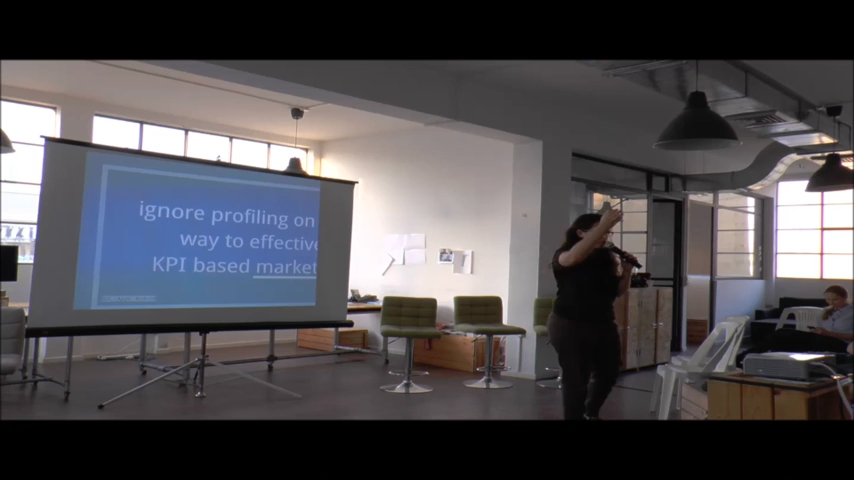 ignore profiling on
way to effective
KPI based market